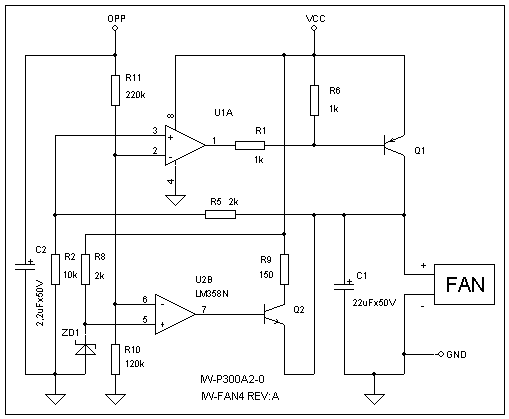 OPP
VCC
R11
220k
R6
1k
U1A
8
3
+
2
-
1
R1
1k
4
Q1
R5 2k
C2
2,2uFx50V
R2
10k
R8
2k
R9
150
C1
22uFx50V
+
FAN
-
U2B
LM358N
6
-
5
+
7
Q2
ZD1
R10
120k
GND
IW-P300A2-0
IW-FAN4 REV:A